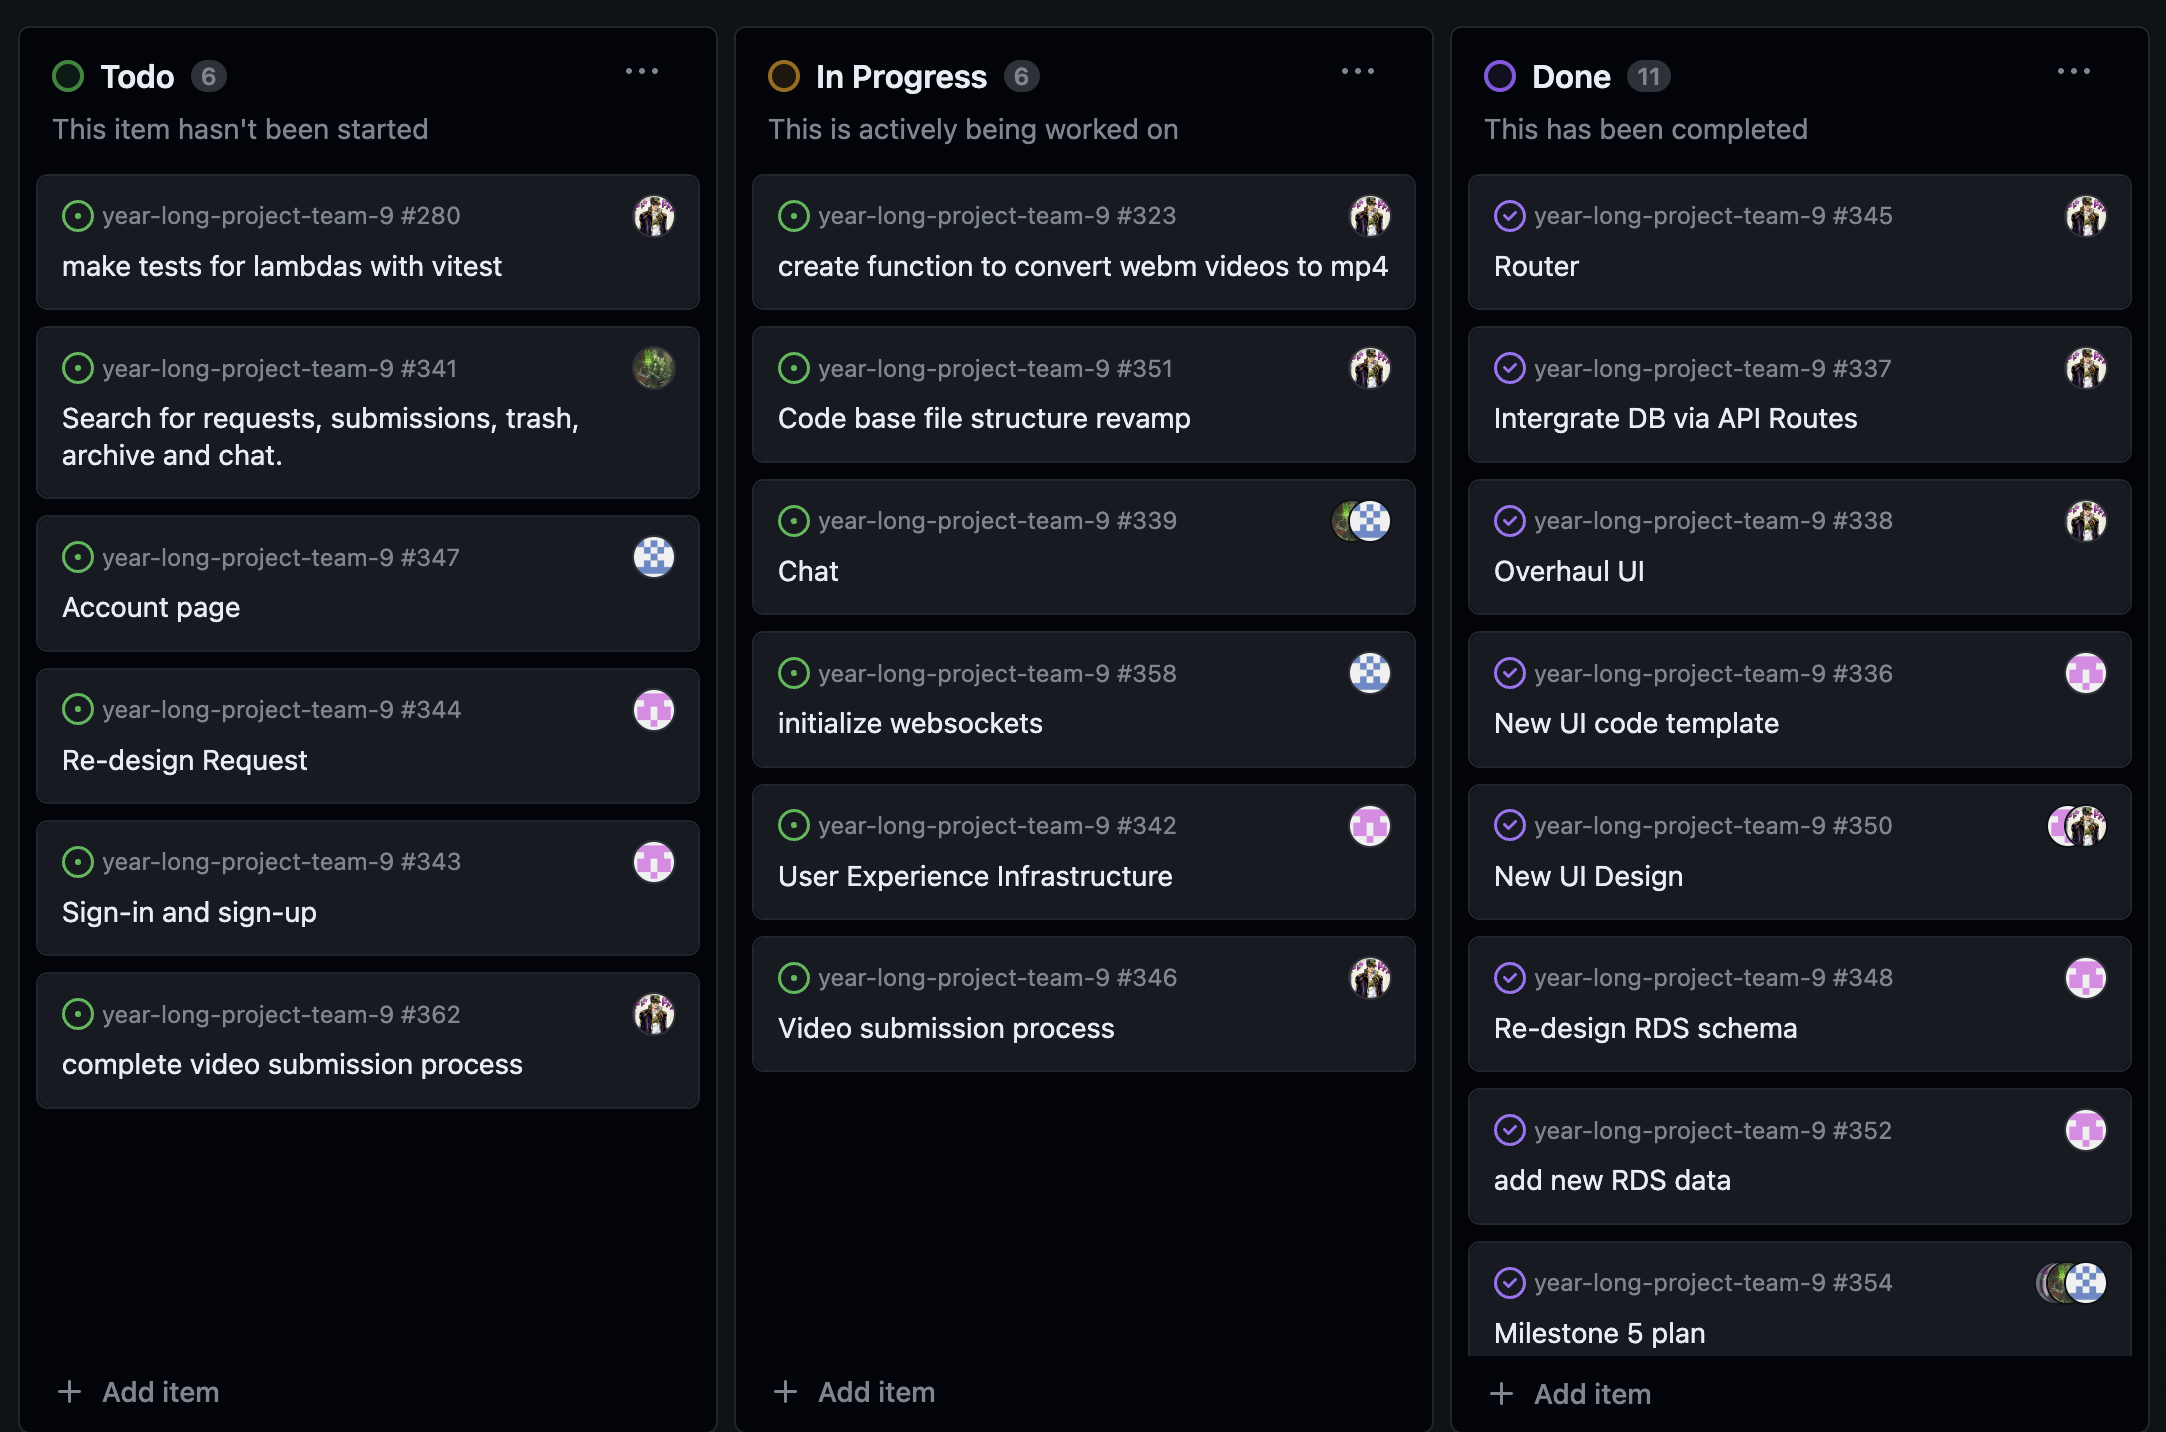 Todo 6
This item hasn't been started
year-long-project-team-9 #280
make tests for lambdas with vitest
year-long-project-team-9 #341
Search for requests, submissions, trash,
archive and chat.
year-long-project-team-9 #347
Account page
year-long-project-team-9 #344
Re-design Request
year-long-project-team-9 #343
Sign-in and sign-up
year-long-project-team-9 #362
complete video submission process
Add item
In Progress 6
This is actively being worked on
year-long-project-team-9 #323
create function to convert webm videos to mp4
year-long-project-team-9 #351
Code base file structure revamp
year-long-project-team-9 #339
Chat
year-long-project-team-9 #358
initialize websockets
year-long-project-team-9 #342
User Experience Infrastructure
year-long-project-team-9 #346
Video submission process
Add item
Done 11
This has been completed
year-long-project-team-9 #345
Router
year-long-project-team-9 #337
Intergrate DB via API Routes
year-long-project-team-9 #338
Overhaul UI
year-long-project-team-9 #336
New UI code template
year-long-project-team-9 #350
New UI Design
year-long-project-team-9 #348
Re-design RDS schema
year-long-project-team-9 #352
add new RDS data
year-long-project-team-9 #354
Milestone 5 plan
Add item